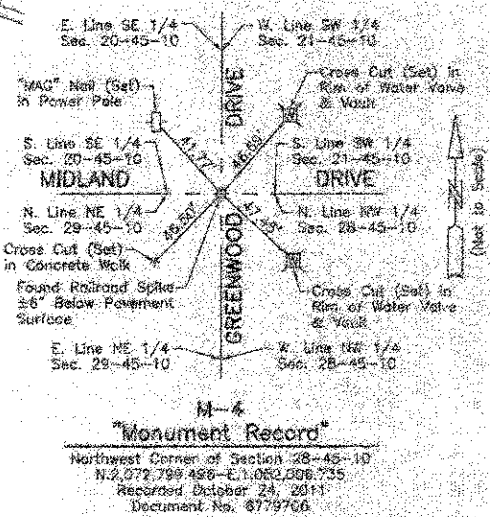 E. Line SE 1/4
Sec. 20-45-10
W. Line SW 1/4
Sec. 21-45-10
"MAG" Nail (Set)
in Power Pole
DRIVE
Cross Cut (Set) in
Rim of Water Valve
& Vault
S. Line SE 1/4
Sec. 20-45-10
S. Line SW 1/4
Sec. 21-45-10
MIDLAND
DRIVE
N. Line NE 1/4
Sec. 29-45-10
N. Line NW 1/4
Sec. 28-45-10
Cross Cut (Set)
in Concrete Walk
Found Railroad Spike
±6" Below Pavement
Surface
GREENWOOD
Cross Cut (Set) in
Rim of Water Valve
& Vault
E. Line NE 1/4
Sec. 29-45-10
W. Line NW 1/4
Sec. 28-45-10
N
(Not to Scale)
M-4
"Monument Record"
Northwest Corner of Section 28-45-10
Recorded October 24, 2011
Document No. 6779706